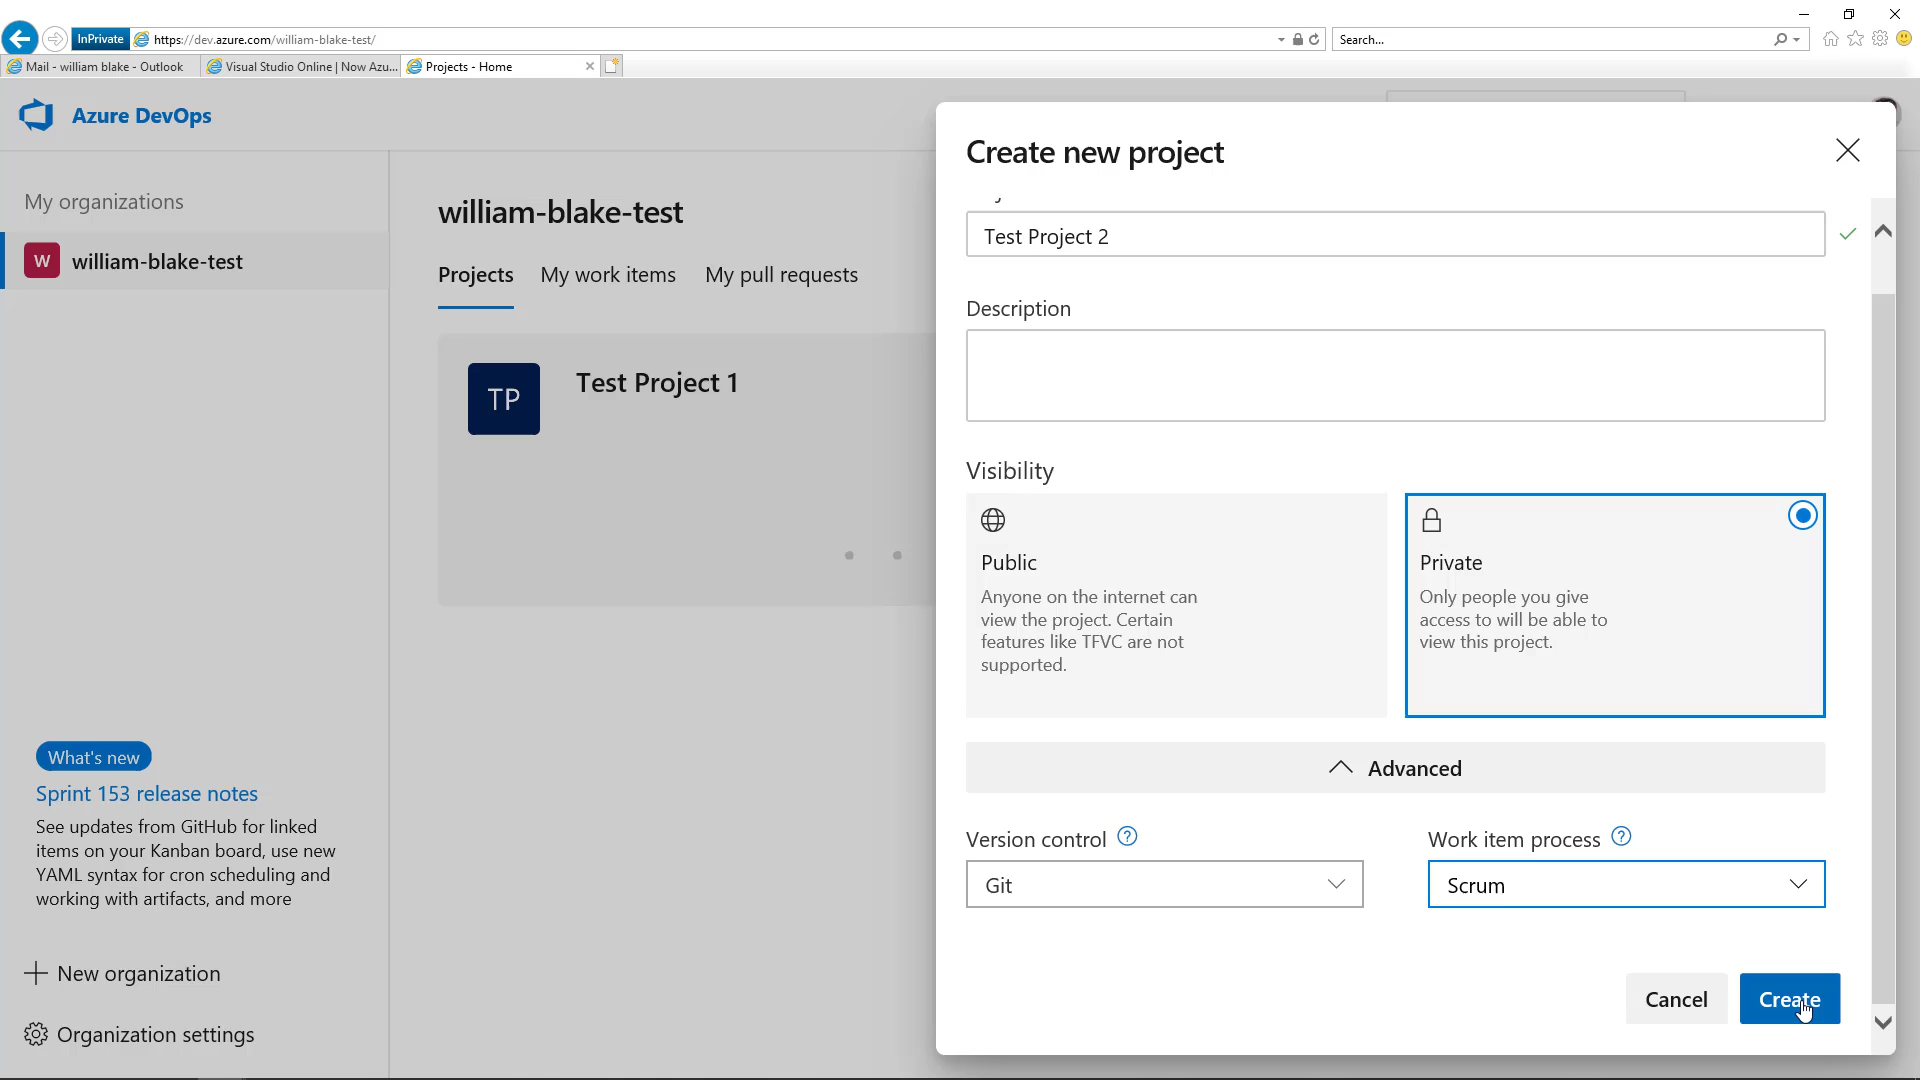 InPrivate
https://dev.azure.com/william-blake-test/
Search...
Mail - william blake - Outlook
Visual Studio Online | Now Azu...
Projects - Home
Azure DevOps
My organizations
W
william-blake-test
What's new
Sprint 153 release notes
See updates from GitHub for linked
items on your Kanban board, use new
YAML syntax for cron scheduling and
working with artifacts, and more
New organization
Organization settings
william-blake-test
Projects
My work items
My pull requests
TP
Test Project 1
Create new project
Test Project 2
Description
Visibility
Public
Anyone on the internet can
view the project. Certain
features like TFVC are not
supported.
Private
Only people you give
access to will be able to
view this project.
Advanced
Version control ?
Git
Work item process ?
Scrum
Cancel
Create